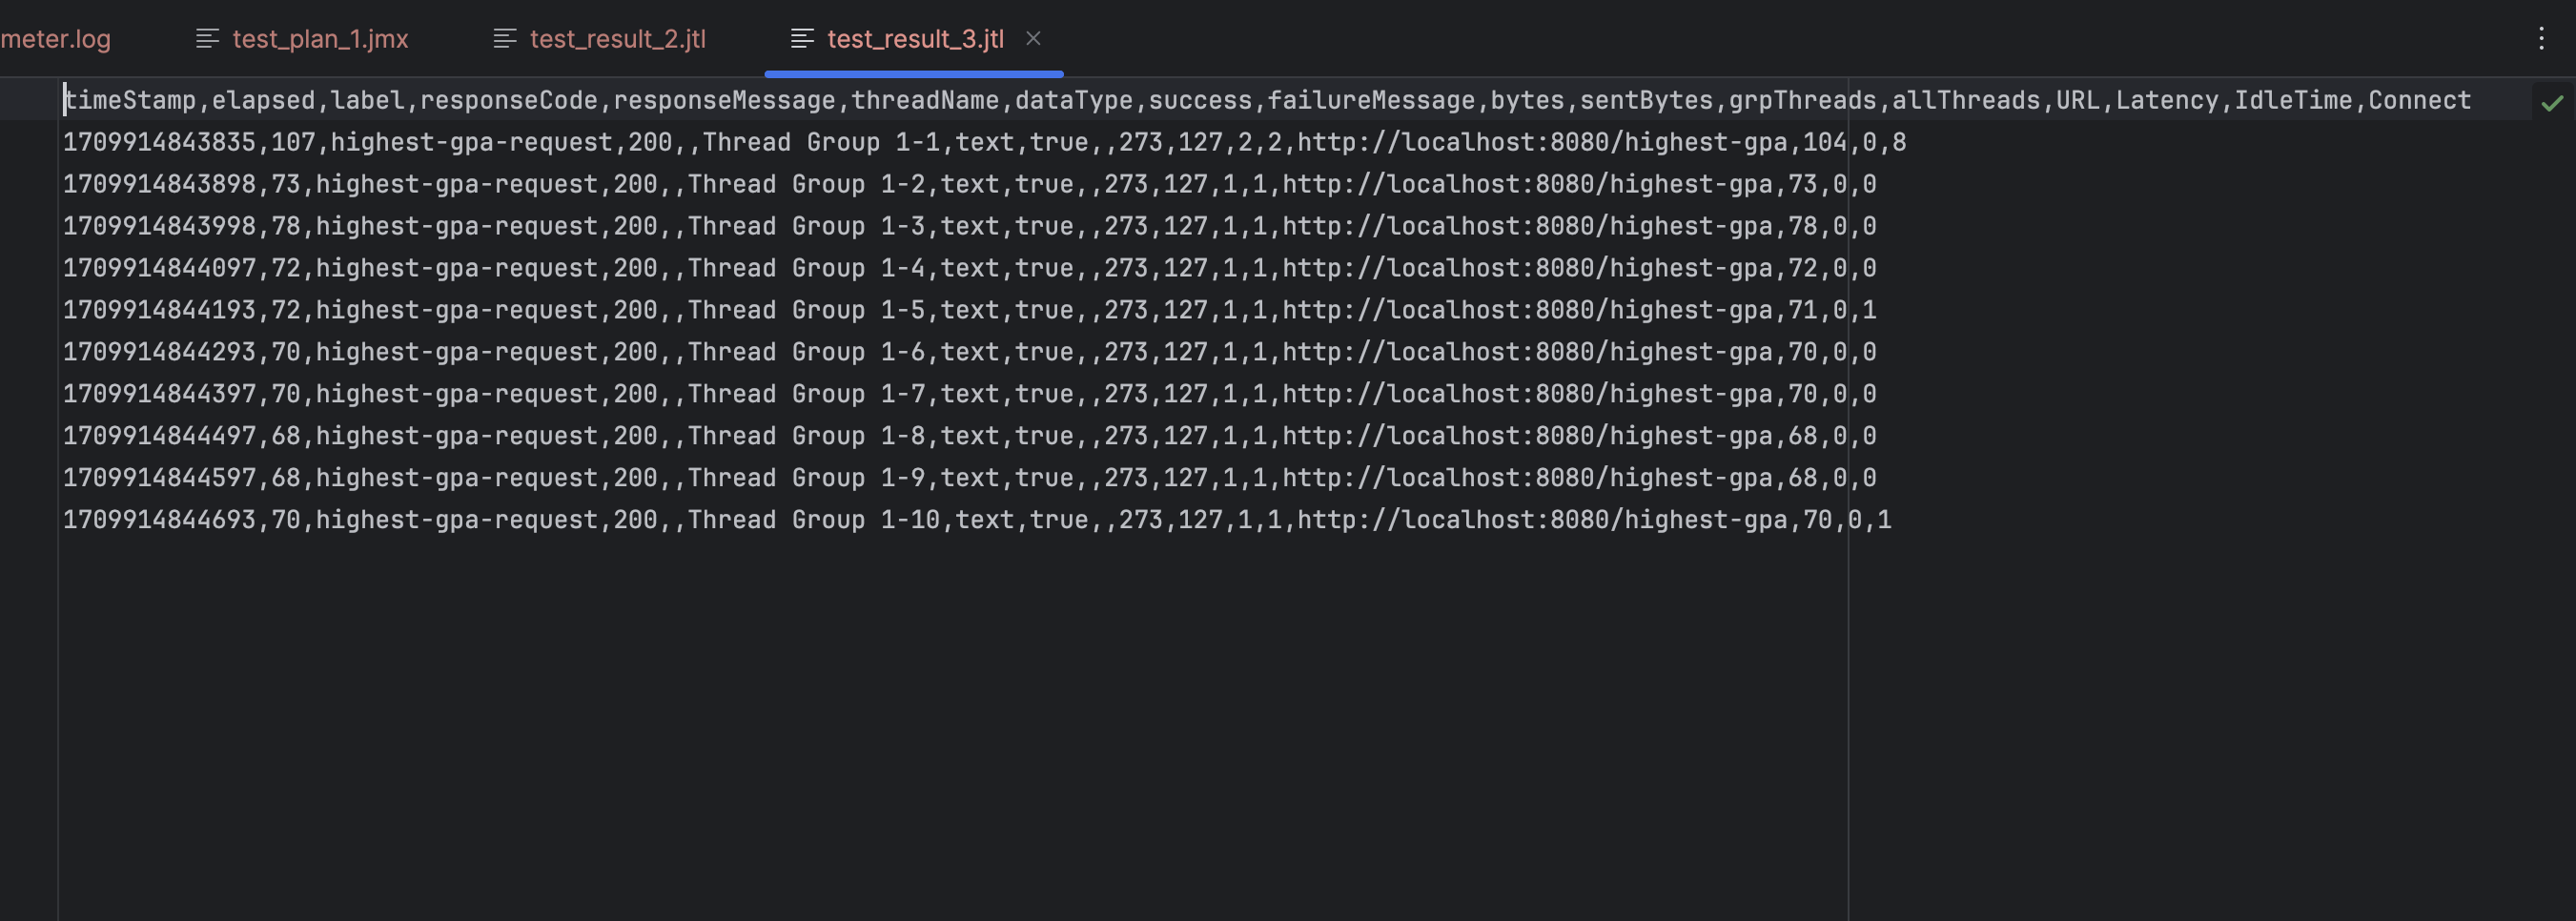 meter.log test_plan_1.jmx test_result_2.jtl test_result_3.jtl
timeStamp,elapsed,label,responseCode,responseMessage,threadName,dataType,success,failureMessage,bytes,sentBytes,grpThreads,allThreads,URL,Latency,IdleTime,Connect
1709914843835,107,highest-gpa-request,200,,Thread Group 1-1,text,true,,273,127,2,2,http://localhost:8080/highest-gpa,104,0,8
1709914843898,73,highest-gpa-request,200,,Thread Group 1-2,text,true,,273,127,1,1,http://localhost:8080/highest-gpa,73,0,0
1709914843998,78,highest-gpa-request,200,,Thread Group 1-3,text,true,,273,127,1,1,http://localhost:8080/highest-gpa,78,0,0
1709914844097,72,highest-gpa-request,200,,Thread Group 1-4,text,true,,273,127,1,1,http://localhost:8080/highest-gpa,72,0,0
1709914844193,72,highest-gpa-request,200,,Thread Group 1-5,text,true,,273,127,1,1,http://localhost:8080/highest-gpa,71,0,1
1709914844293,70,highest-gpa-request,200,,Thread Group 1-6,text,true,,273,127,1,1,http://localhost:8080/highest-gpa,70,0,0
1709914844397,70,highest-gpa-request,200,,Thread Group 1-7,text,true,,273,127,1,1,http://localhost:8080/highest-gpa,70,0,0
1709914844497,68,highest-gpa-request,200,,Thread Group 1-8,text,true,,273,127,1,1,http://localhost:8080/highest-gpa,68,0,0
1709914844597,68,highest-gpa-request,200,,Thread Group 1-9,text,true,,273,127,1,1,http://localhost:8080/highest-gpa,68,0,0
1709914844693,70,highest-gpa-request,200,,Thread Group 1-10,text,true,,273,127,1,1,http://localhost:8080/highest-gpa,70,0,1